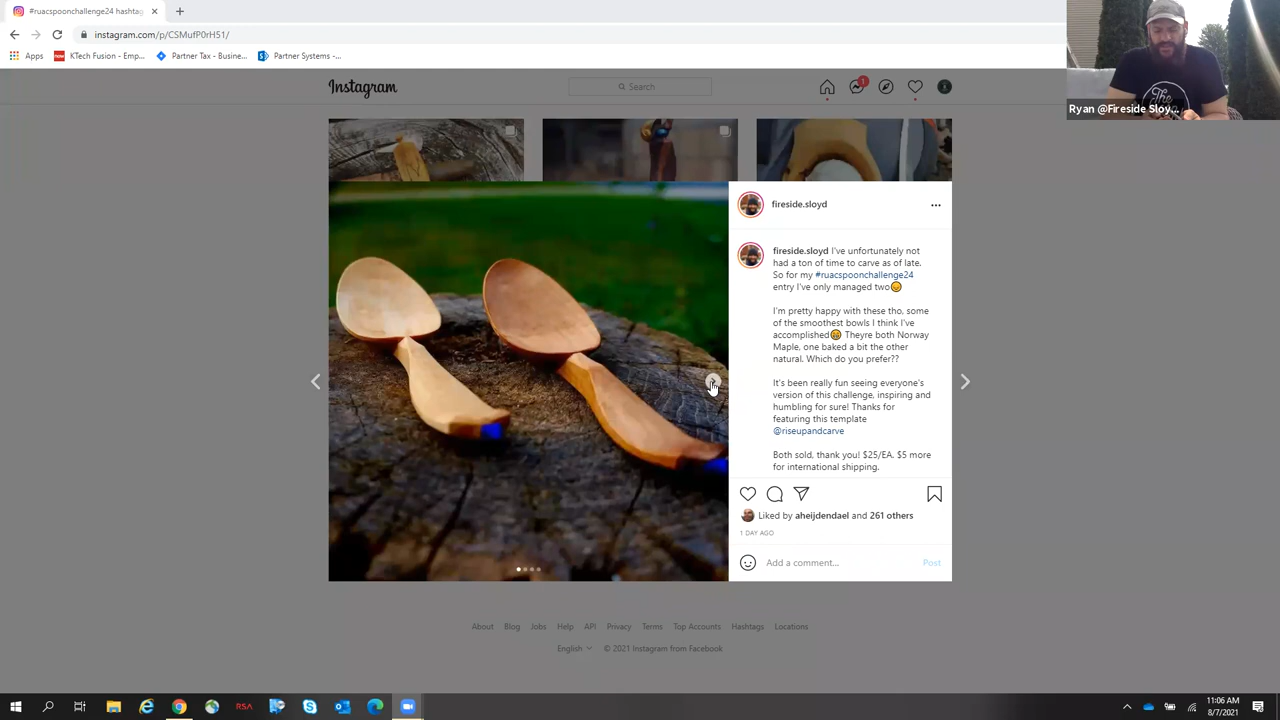 #ruacspoonchallenge24 hashtag
instagram.com/p/CSMufP0rH51/
Apps
KTech Fusion - Emp...
Partner Tax - Busine...
Partner Systems -...
Ryan @Fireside Sloy...
The
Instagram
Search
1
fireside.sloyd
fireside.sloyd I've unfortunately not
had a ton of time to carve as of late.
So for my #ruacspoonchallenge24
entry I've only managed two
I'm pretty happy with these tho, some
of the smoothest bowls I think I've
accomplished Theyre both Norway
Maple, one baked a bit the other
natural. Which do you prefer??
It's been really fun seeing everyone's
version of this challenge, inspiring and
humbling for sure! Thanks for
featuring this template
@riseupandcarve
Both sold, thank you! $25/EA. $5 more
for international shipping.
Liked by aheijdendael and 261 others
1 DAY AGO
Add a comment...
Post
About Blog Jobs Help API Privacy Terms Top Accounts Hashtags Locations
English © 2021 Instagram from Facebook
RSA
11:06 AM
8/7/2021